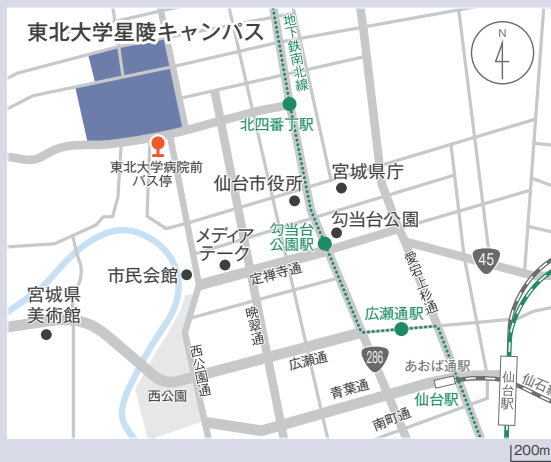 東北大学星陵キャンパス
地下鉄南北線
N
北四番丁駅
東北大学病院前
バス停
宮城県庁
仙台市役所
勾当台公園
勾当台
公園駅
メディア
テーク
市民会館
定禅寺通
愛宕上杉通
45
宮城県
美術館
晩翠通
広瀬通駅
西公園通
広瀬通
286
あおば通駅
西公園
青葉通
仙台駅
仙台駅
仙石線
南町通
200m